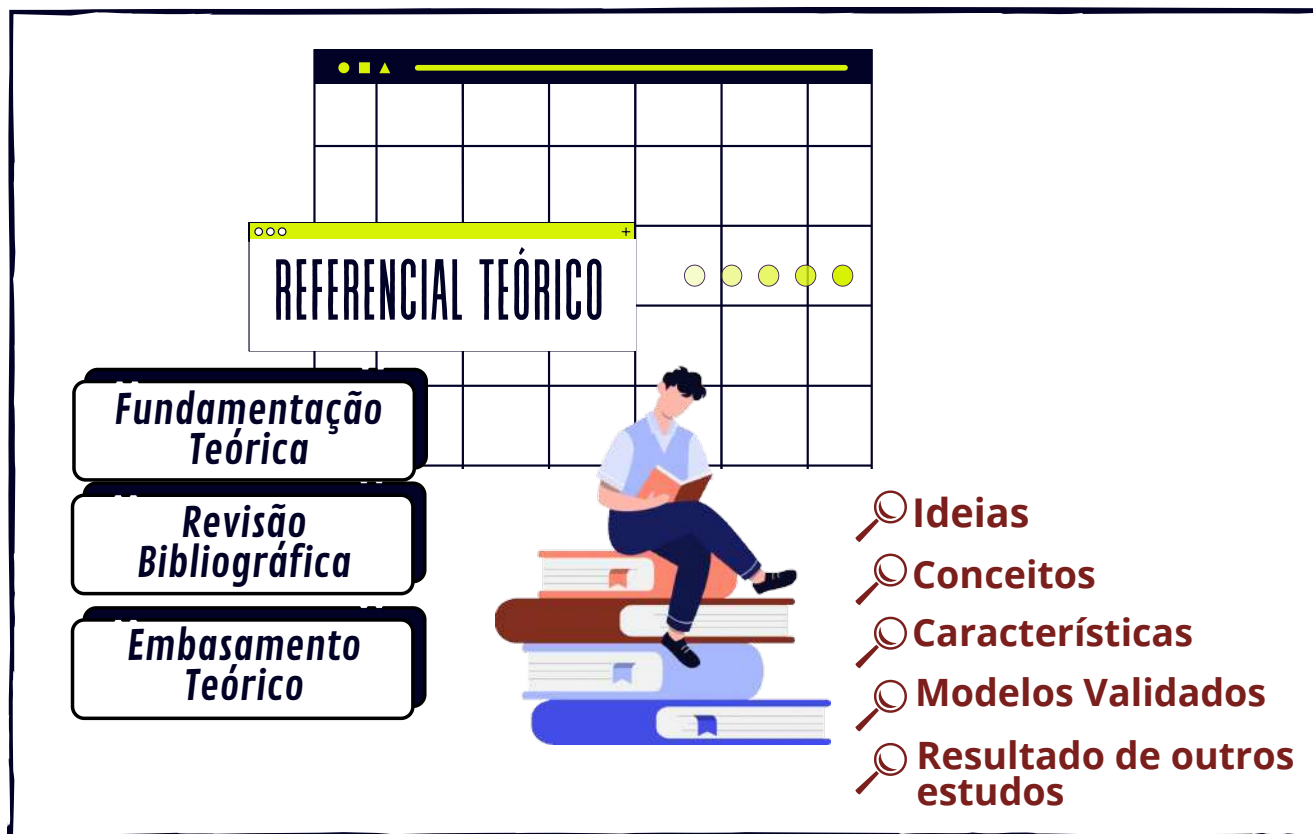 REFERENCIAL TEÓRICO
Fundamentação
Teórica
Revisão
Bibliográfica
Embasamento
Teórico
Ideias
Conceitos
Características
Modelos Validados
Resultado de outros
estudos